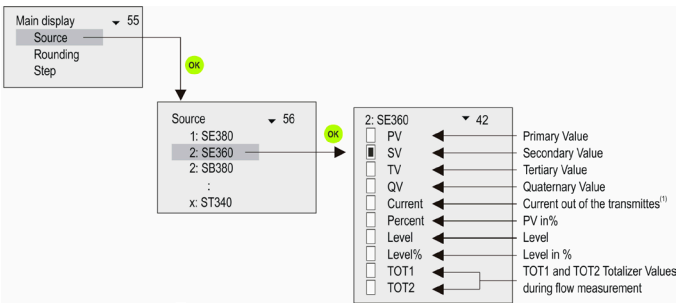 Main display 55
Source
Rounding
Step
OK
Source 56
1: SE380
2: SE360
2: SB380
:
x: ST340
OK
2: SE360 42
PV Primary Value
SV Secondary Value
TV Tertiary Value
QV Quaternary Value
Current Current out of the transmittes(1)
Percent PV in%
Level Level
Level% Level in %
TOT1 TOT1 and TOT2 Totalizer Values
TOT2 during flow measurement